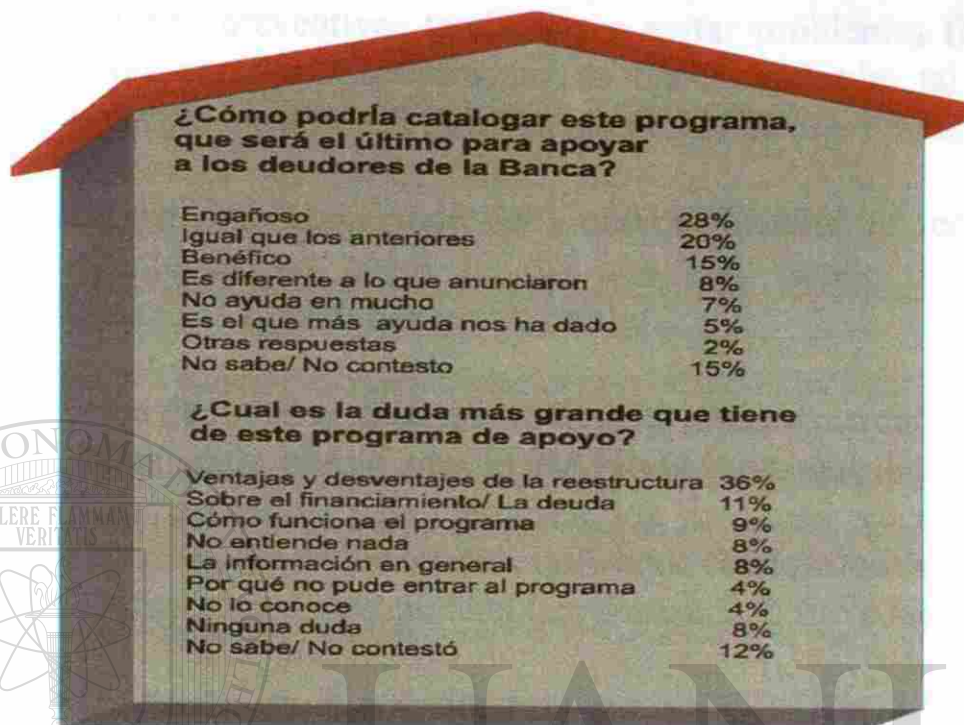 ¿Cómo podría catalogar este programa,
que será el último para apoyar
a los deudores de la Banca?
Engañoso 28%
Igual que los anteriores 20%
Benéfico 15%
Es diferente a lo que anunciaron 8%
No ayuda en mucho 7%
Es el que más ayuda nos ha dado 5%
Otras respuestas 2%
No sabe/ No contesto 15%
¿Cual es la duda más grande que tiene
de este programa de apoyo?
Ventajas y desventajes de la reestructura 36%
Sobre el financiamiento/ La deuda 11%
Cómo funciona el programa 9%
No entiende nada 8%
La información en general 8%
Por qué no pude entrar al programa 4%
No lo conoce 4%
Ninguna duda 8%
No sabe/ No contestó 12%
VERITATIS
UANL